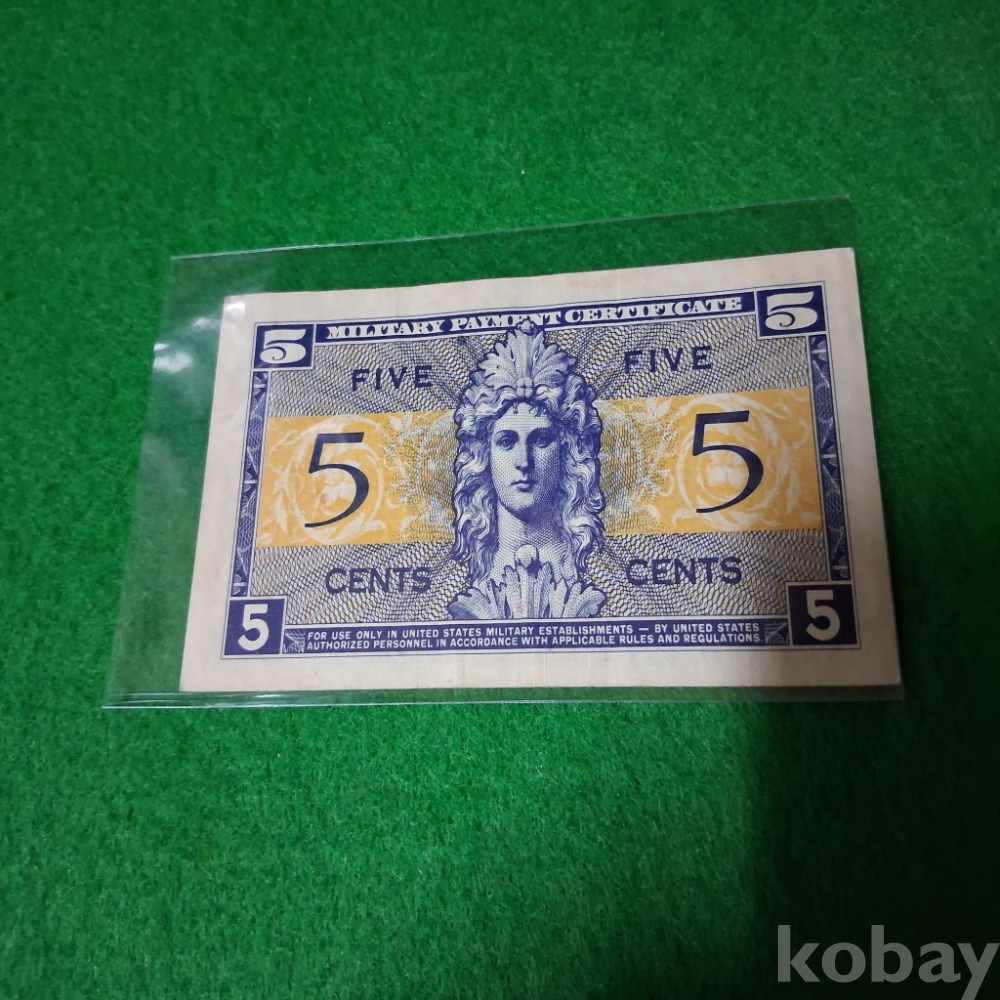 5 MILITARY PAYMENT CERTIFICATE 5
FIVE FIVE
5 5
CENTS CENTS
5 FOR USE ONLY IN UNITED STATES MILITARY ESTABLISHMENTS — BY UNITED STATES 5
AUTHORIZED PERSONNEL IN ACCORDANCE WITH APPLICABLE RULES AND REGULATIONS.
kobay